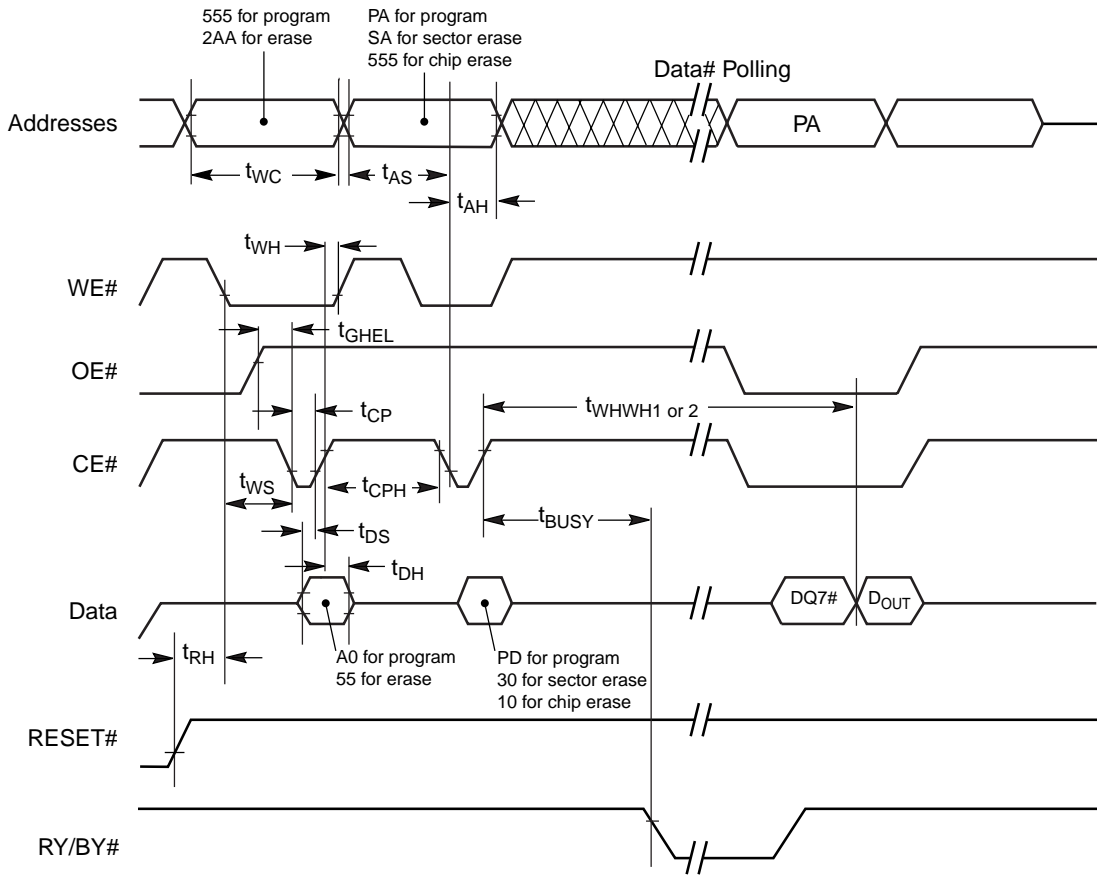 555 for program
2AA for erase
PA for program
SA for sector erase
555 for chip erase
Data# Polling
Addresses
PA
tWC
tAS
tAH
tWH
WE#
tGHEL
OE#
tWHWH1 or 2
tCP
CE#
tWS
tCPH
tBUSY
tDS
tDH
Data
DQ7#
DOUT
tRH
A0 for program
55 for erase
PD for program
30 for sector erase
10 for chip erase
RESET#
RY/BY#